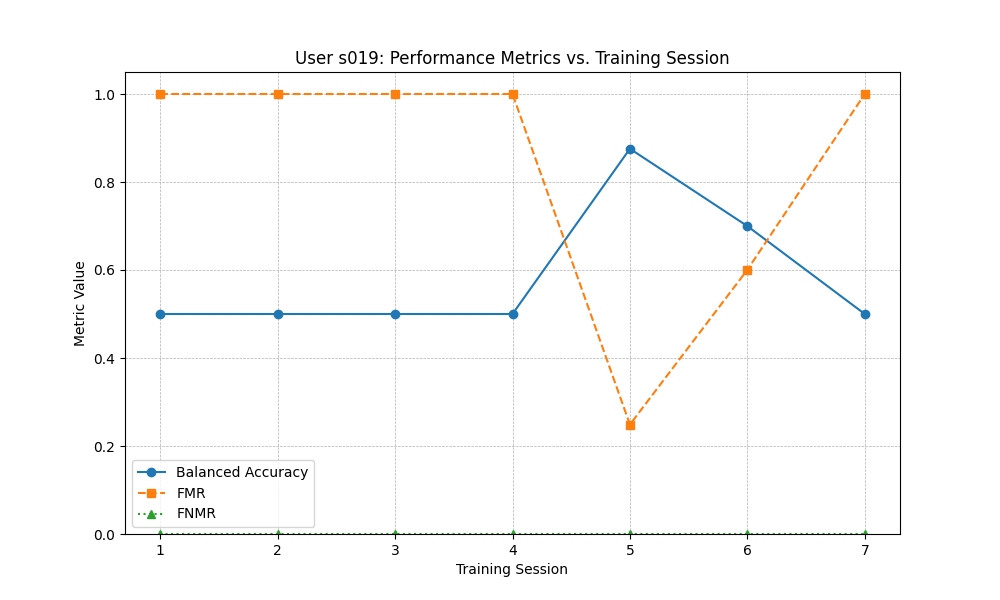 User s019: Performance Metrics vs. Training Session
1.0
0.8
0.6
0.4
0.2
0.0
Metric Value
Balanced Accuracy
FMR
FNMR
1 2 3 4 5 6 7
Training Session